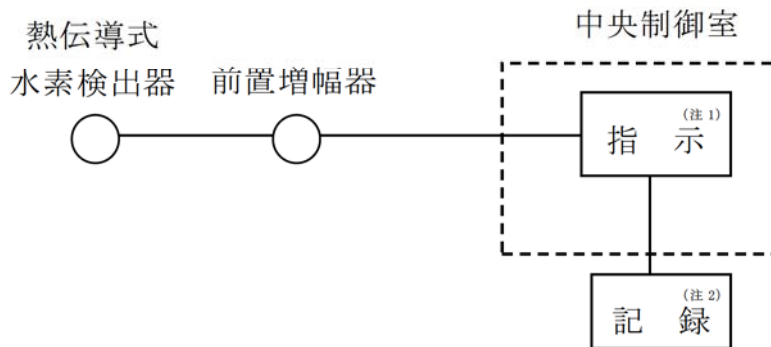 熱伝導式
水素検出器
前置増幅器
中央制御室
指 示 (注1)
記 録 (注2)